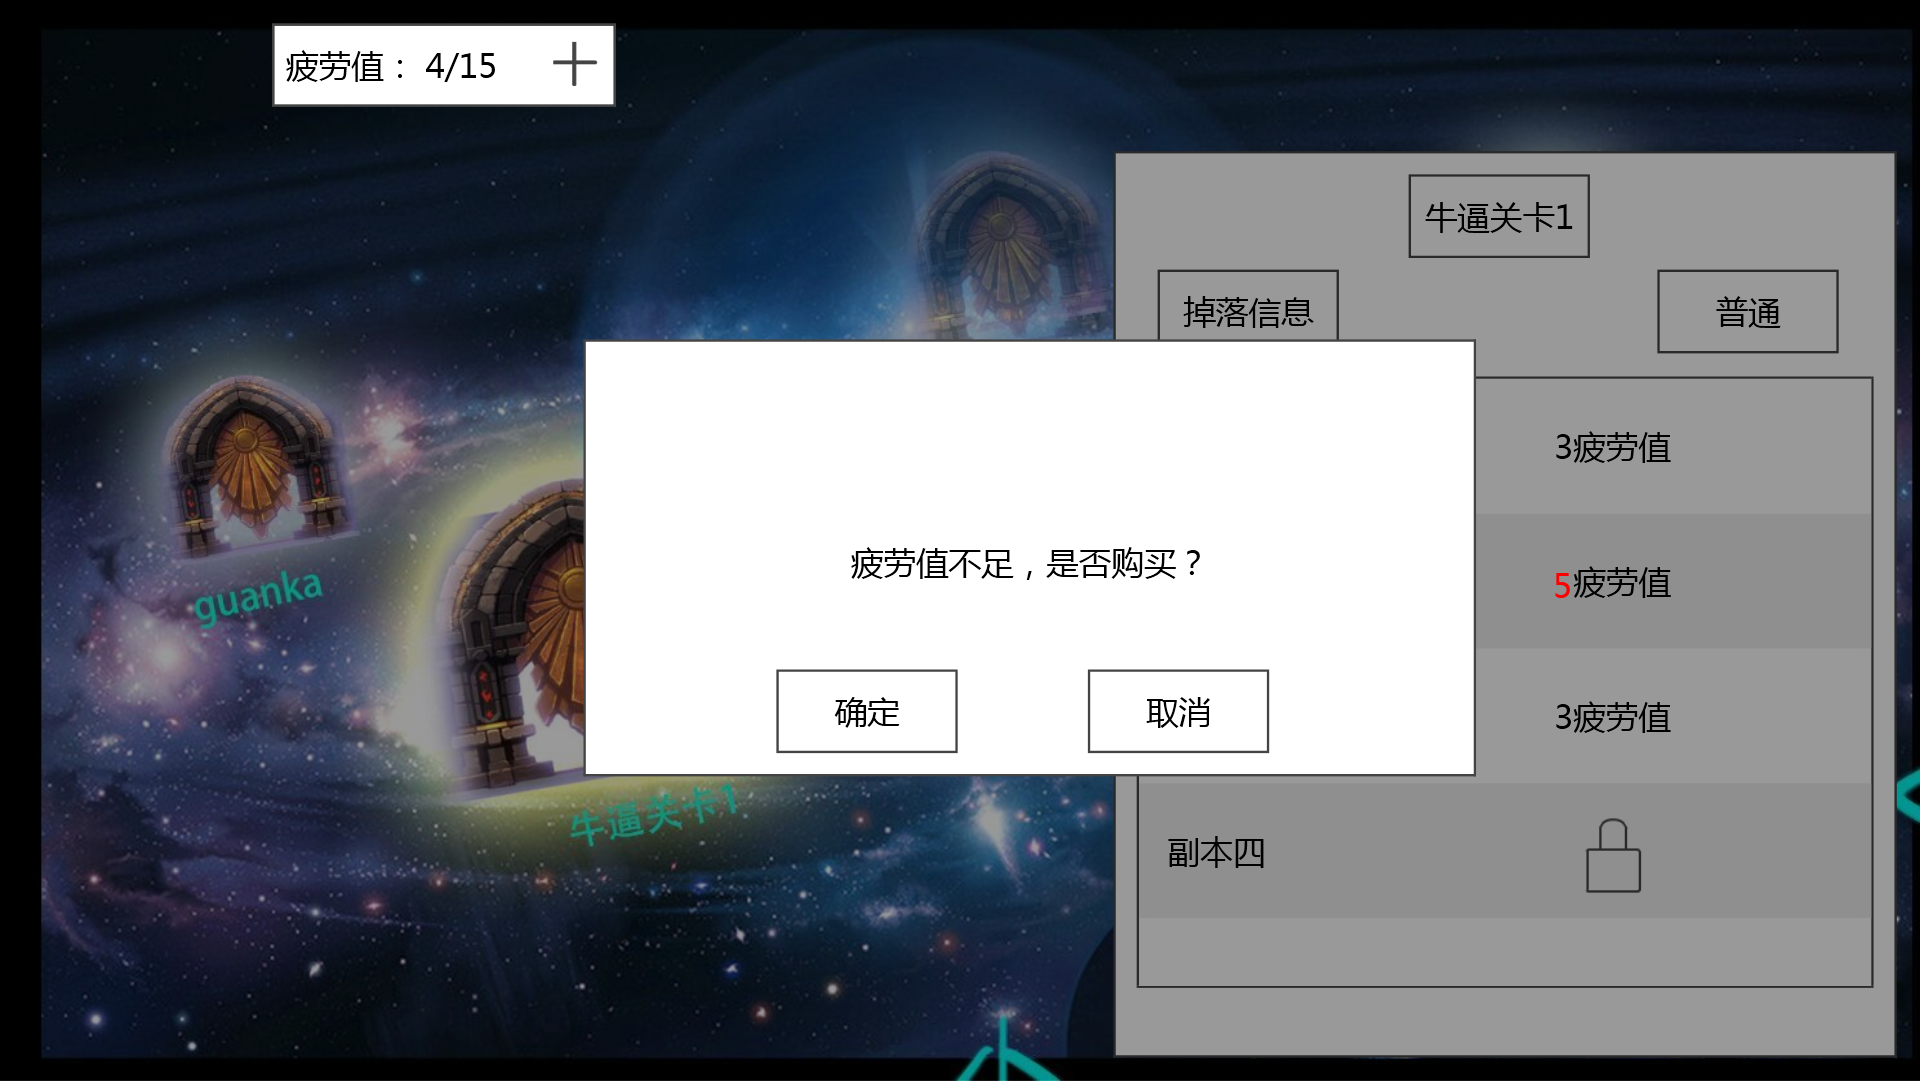 疲劳值： 4/15
牛逼关卡1
掉落信息
普通
3疲劳值
疲劳值不足，是否购买？
5疲劳值
guanka
确定
取消
3疲劳值
牛逼关卡1
副本四